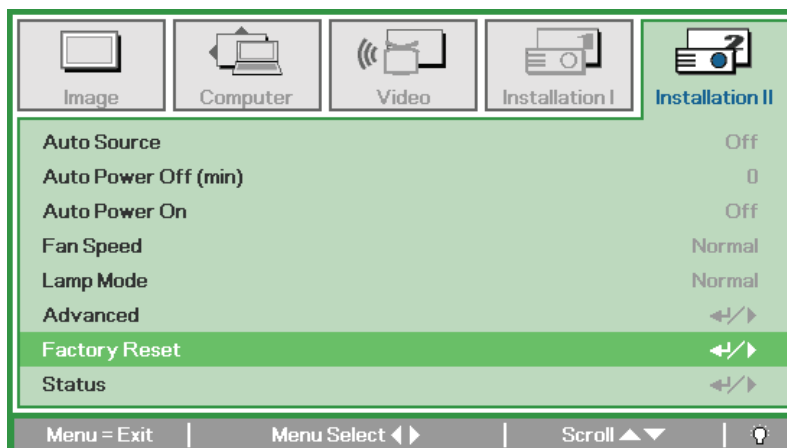 Image Computer Video Installation I Installation II
Auto Source Off
Auto Power Off (min) 0
Auto Power On Off
Fan Speed Normal
Lamp Mode Normal
Advanced
Factory Reset
Status
Menu = Exit Menu Select Scroll